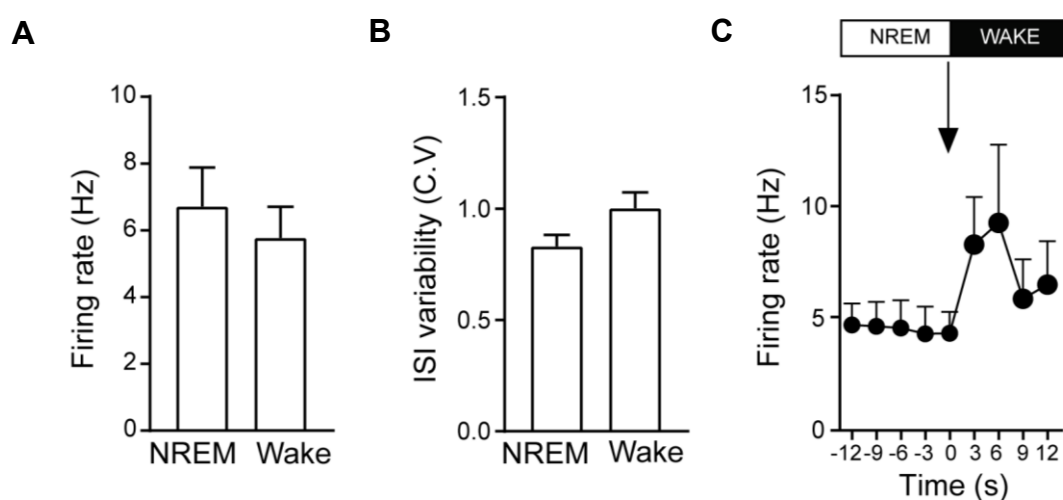 A
Firing rate (Hz)
10
8
6
4
2
0
NREM Wake
B
ISI variability (C.V)
1.5
1.0
0.5
0.0
NREM Wake
C
NREM WAKE
Firing rate (Hz)
15
10
5
0
-12 -9 -6 -3 0 3 6 9 12
Time (s)